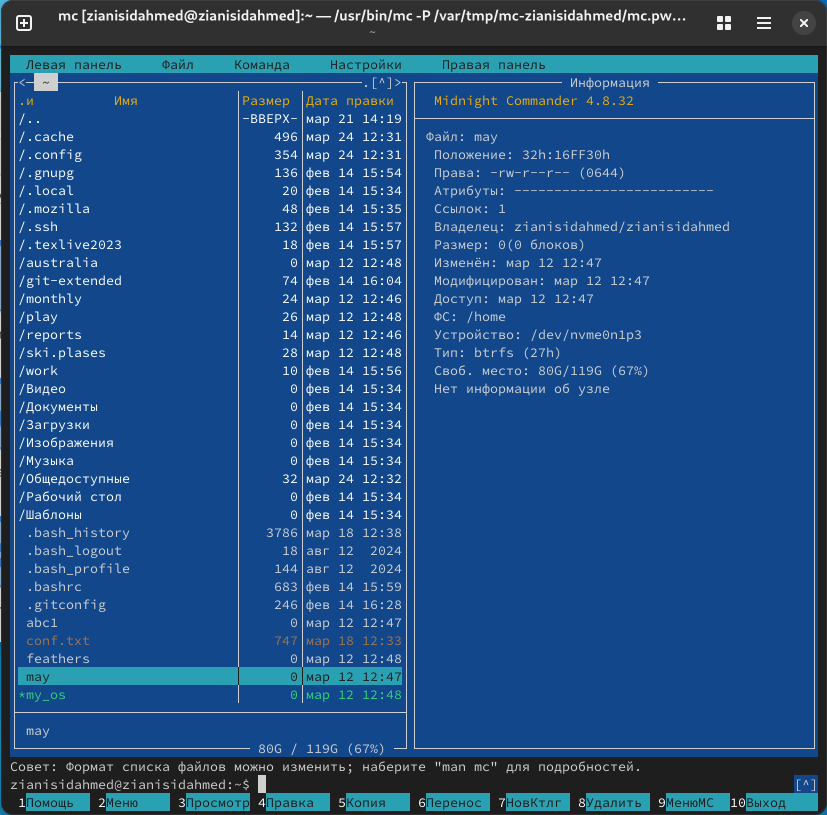 mc [zianisidahmed@zianisidahmed]:~ — /usr/bin/mc -P /var/tmp/mc-zianisidahmed/mc.pw…
~
Левая панель Файл Команда Настройки Правая панель
<─ ~ .[^]>
.и Имя Размер Дата правки
/.. -ВВЕРХ- мар 21 14:19
/.cache 496 мар 24 12:31
/.config 354 мар 24 12:31
/.gnupg 136 фев 14 15:54
/.local 20 фев 14 15:34
/.mozilla 48 фев 14 15:35
/.ssh 132 фев 14 15:57
/.texlive2023 18 фев 14 15:57
/australia 0 мар 12 12:48
/git-extended 74 фев 14 16:04
/monthly 24 мар 12 12:46
/play 26 мар 12 12:48
/reports 14 мар 12 12:46
/ski.plases 28 мар 12 12:48
/work 10 фев 14 15:56
/Видео 0 фев 14 15:34
/Документы 0 фев 14 15:34
/Загрузки 0 фев 14 15:34
/Изображения 0 фев 14 15:34
/Музыка 0 фев 14 15:34
/Общедоступные 32 мар 24 12:32
/Рабочий стол 0 фев 14 15:34
/Шаблоны 0 фев 14 15:34
.bash_history 3786 мар 18 12:38
.bash_logout 18 авг 12 2024
.bash_profile 144 авг 12 2024
.bashrc 683 фев 14 15:59
.gitconfig 246 фев 14 16:28
abc1 0 мар 12 12:47
conf.txt 747 мар 18 12:33
feathers 0 мар 12 12:48
may 0 мар 12 12:47
*my_os 0 мар 12 12:48
may
80G / 119G (67%)
Информация
Midnight Commander 4.8.32
Файл: may
Положение: 32h:16FF30h
Права: -rw-r--r-- (0644)
Атрибуты: -------------------------
Ссылок: 1
Владелец: zianisidahmed/zianisidahmed
Размер: 0(0 блоков)
Изменён: мар 12 12:47
Модифицирован: мар 12 12:47
Доступ: мар 12 12:47
ФС: /home
Устройство: /dev/nvme0n1p3
Тип: btrfs (27h)
Своб. место: 80G/119G (67%)
Нет информации об узле
Совет: Формат списка файлов можно изменить; наберите "man mc" для подробностей.
zianisidahmed@zianisidahmed:~$ [^]
1Помощь 2Меню 3Просмотр 4Правка 5Копия 6Перенос 7НовКтлг 8Удалить 9МенюMC 10Выход